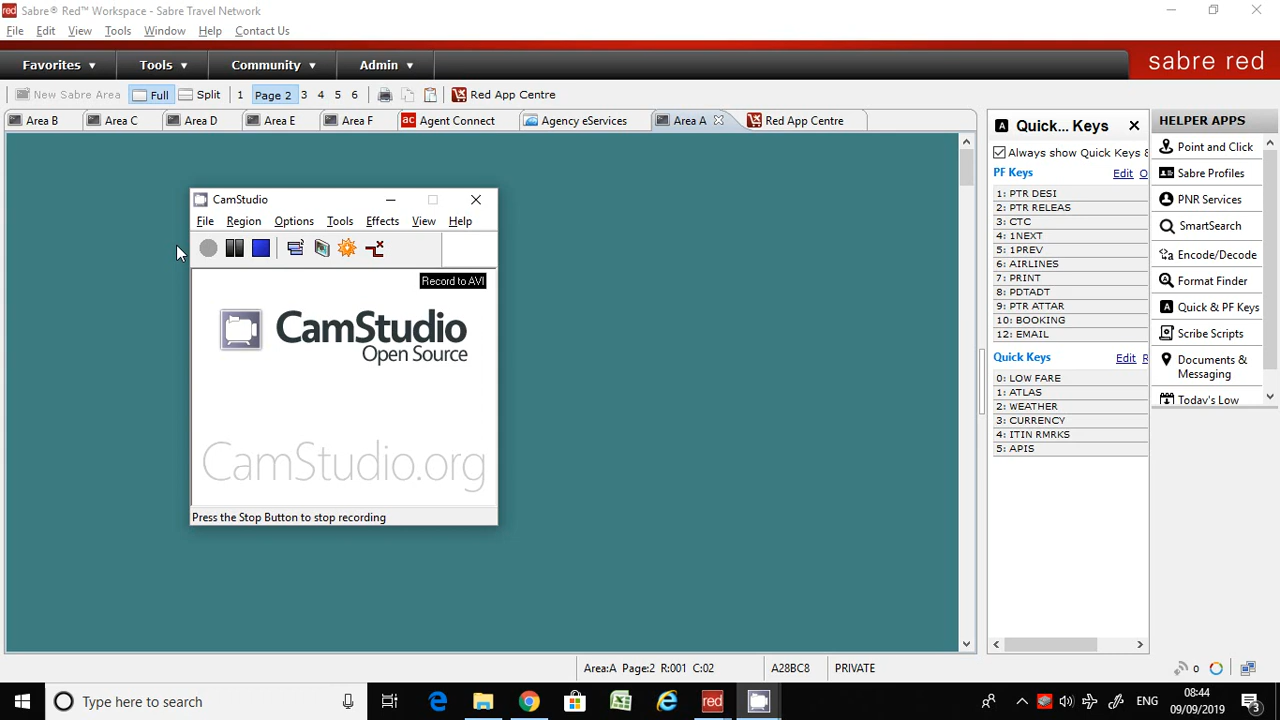 red Sabre® Red™ Workspace - Sabre Travel Network
File Edit View Tools Window Help Contact Us
Favorites Tools Community Admin sabre red
New Sabre Area Full Split 1 Page 2 3 4 5 6 Red App Centre
Area B Area C Area D Area E Area F ac Agent Connect Agency eServices Area A Red App Centre
A Quick... Keys
Always show Quick Keys &
PF Keys Edit O
1: PTR DESI
2: PTR RELEAS
3: CTC
4: 1NEXT
5: 1PREV
6: AIRLINES
7: PRINT
8: PDTADT
9: PTR ATTAR
10: BOOKING
12: EMAIL
Quick Keys Edit R
0: LOW FARE
1: ATLAS
2: WEATHER
3: CURRENCY
4: ITIN RMRKS
5: APIS
HELPER APPS
Point and Click
Sabre Profiles
PNR Services
SmartSearch
Encode/Decode
Format Finder
A Quick & PF Keys
Scribe Scripts
Documents &
Messaging
Today's Low
CamStudio
File Region Options Tools Effects View Help
Record to AVI
CamStudio
Open Source
CamStudio.org
Press the Stop Button to stop recording
Area:A Page:2 R:001 C:02 A28BC8 PRIVATE 0
Type here to search red ENG 08:44
09/09/2019 3